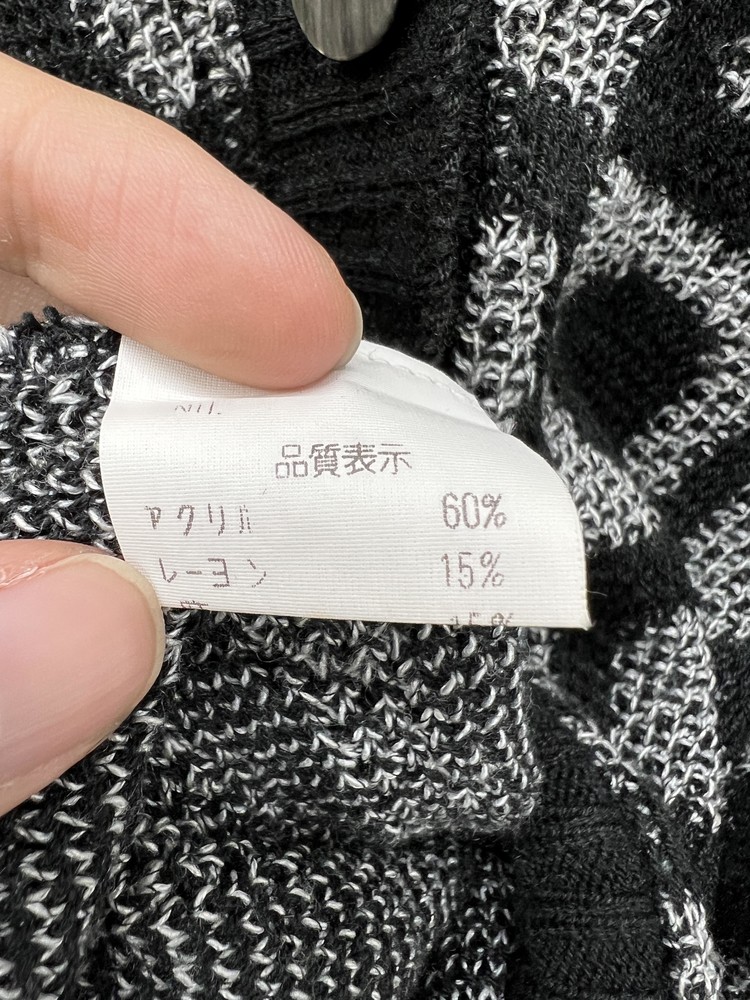 品質表示
アクリル 60%
レーヨン 15%